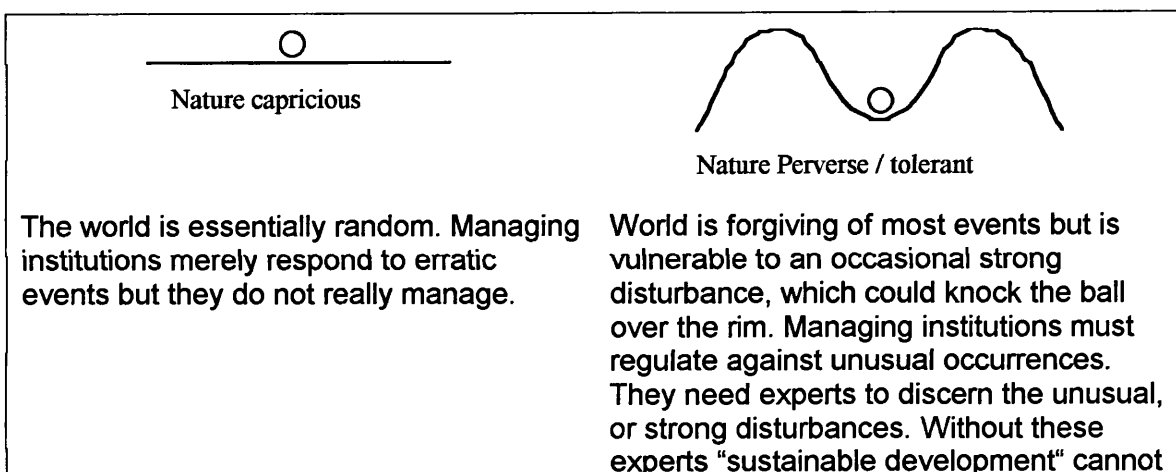 Nature capricious
Nature Perverse / tolerant
The world is essentially random. Managing
institutions merely respond to erratic
events but they do not really manage.
World is forgiving of most events but is
vulnerable to an occasional strong
disturbance, which could knock the ball
over the rim. Managing institutions must
regulate against unusual occurrences.
They need experts to discern the unusual,
or strong disturbances. Without these
experts “sustainable development“ cannot